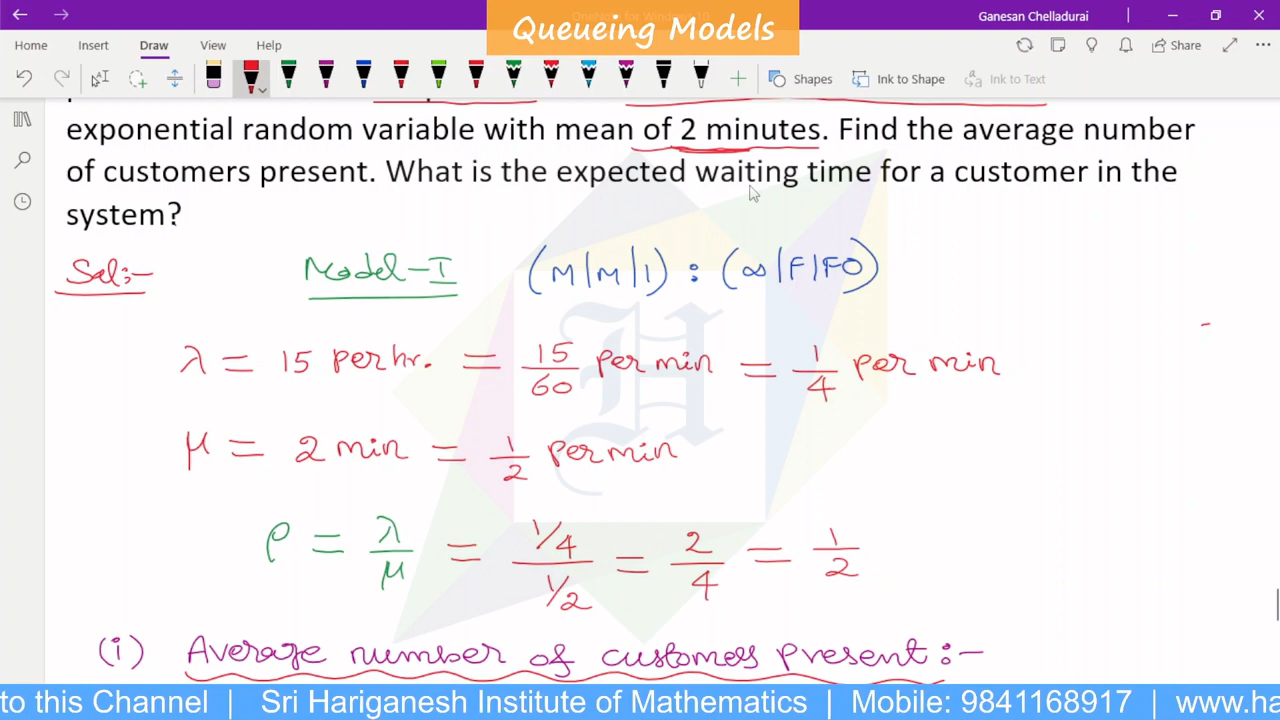 Queueing Models
Ganesan Chelladurai
Home Insert Draw View Help
Share
Shapes Ink to Shape Ink to Text
exponential random variable with mean of 2 minutes. Find the average number
of customers present. What is the expected waiting time for a customer in the
system?
Sol:-
Model-I (M|M|1) : (∞|FIFO)
λ = 15 per hr. = 15/60 per min = 1/4 per min
μ = 2 min = 1/2 per min
ρ = λ/μ = (1/4)/(1/2) = 2/4 = 1/2
(i) Average number of customers present:-
to this Channel | Sri Hariganesh Institute of Mathematics | Mobile: 9841168917 | www.ha
H